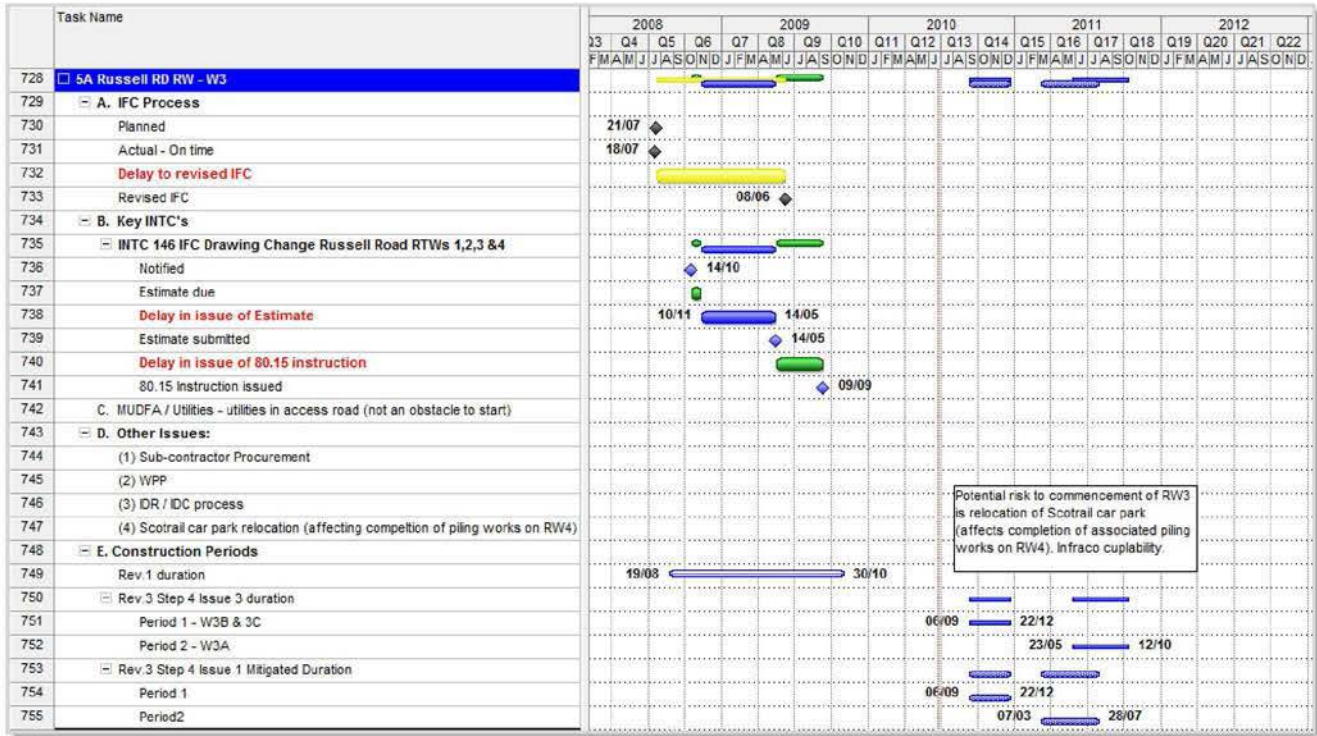 Task Name
2008 2009 2010 2011 2012
Q3 Q4 Q5 Q6 Q7 Q8 Q9 Q10 Q11 Q12 Q13 Q14 Q15 Q16 Q17 Q18 Q19 Q20 Q21 Q22
F M A M J J A S O N D J F M A M J J A S O N D J F M A M J J A S O N D J F M A M J J A S O N D J F M A M J J A S O N D
728 5A Russell RD RW - W3
729 A. IFC Process
730 Planned 21/07
731 Actual - On time 18/07
732 Delay to revised IFC
733 Revised IFC 08/06
734 B. Key INTC's
735 INTC 146 IFC Drawing Change Russell Road RTWs 1,2,3 &4
736 Notified 14/10
737 Estimate due
738 Delay in issue of Estimate 10/11 14/05
739 Estimate submitted 14/05
740 Delay in issue of 80.15 instruction
741 80.15 Instruction issued 09/09
742 C. MUDFA / Utilities - utilities in access road (not an obstacle to start)
743 D. Other Issues:
744 (1) Sub-contractor Procurement
745 (2) WPP
746 (3) IDR / IDC process
747 (4) Scotrail car park relocation (affecting compeltion of piling works on RW4)
Potential risk to commencement of RW3
is relocation of Scotrail car park
(affects completion of associated piling
works on RW4). Infraco cuplability.
748 E. Construction Periods
749 Rev.1 duration 19/08 30/10
750 Rev.3 Step 4 Issue 3 duration
751 Period 1 - W3B & 3C 06/09 22/12
752 Period 2 - W3A 23/05 12/10
753 Rev.3 Step 4 Issue 1 Mitigated Duration
754 Period 1 06/09 22/12
755 Period2 07/03 28/07